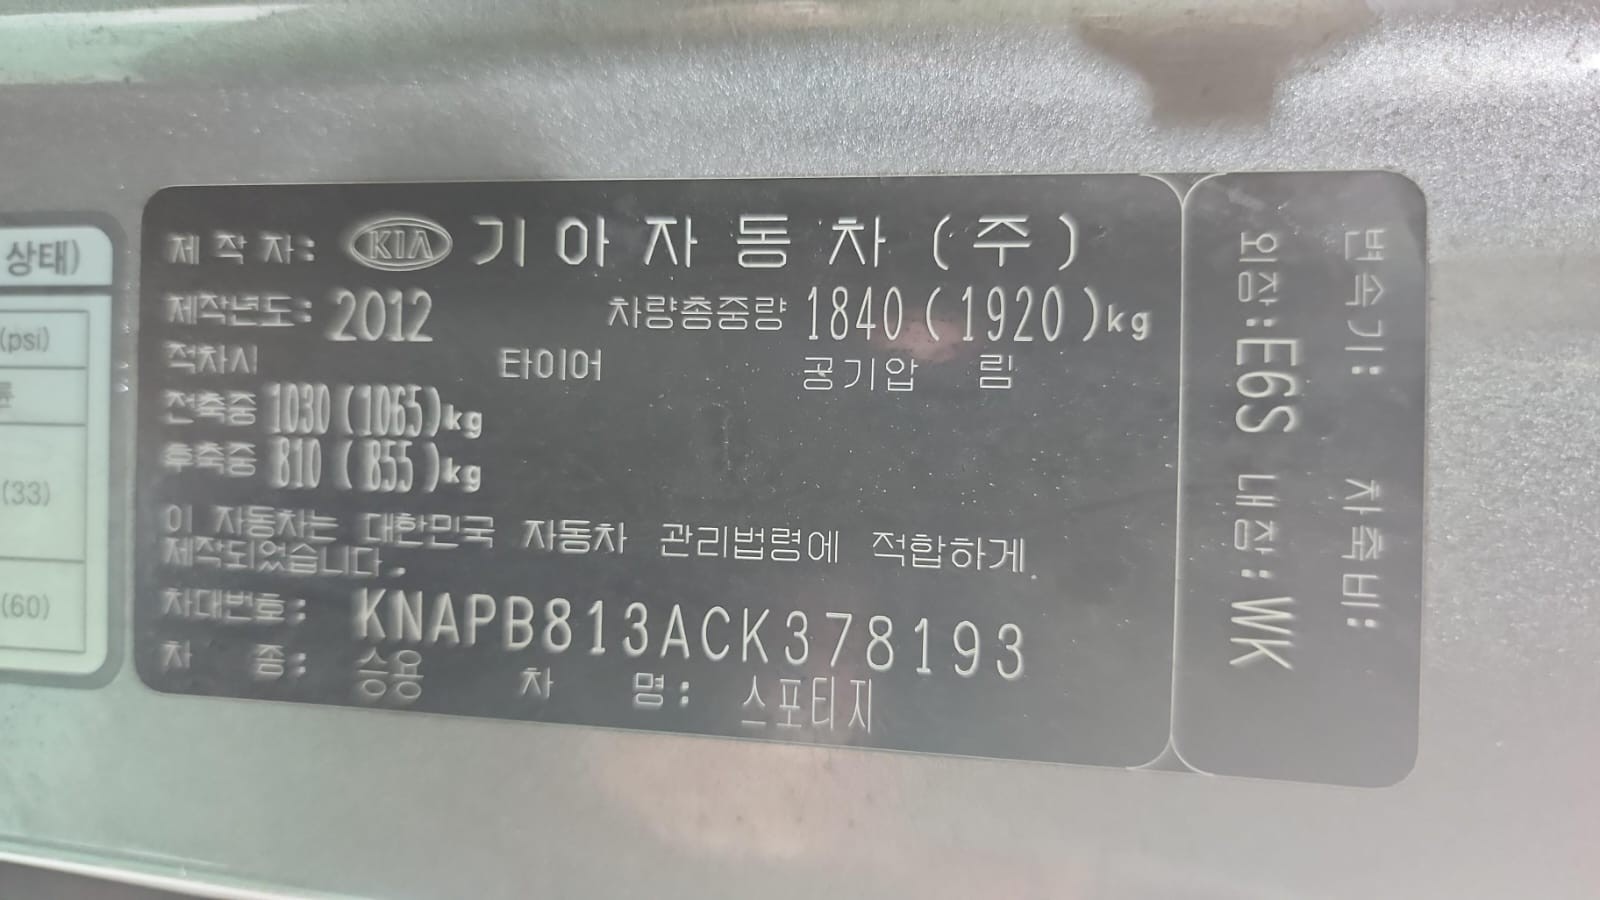 상태)
(psi)
(33)
(60)
제 작 자: KIA 기 아 자 동 차 (주)
제작년도: 2012 차량총중량 1840 (1920)kg
적차시 타이어 공기압 림
전축중 1030 (1065)kg
후축중 810 (855)kg
이 자동차는 대한민국 자동차 관리법령에 적합하게
제작되었습니다.
차대번호: KNAPB813ACK378193
차 종: 승용 차 명: 스포티지
변속기: 차축비:
외장:E6S 내장:WK